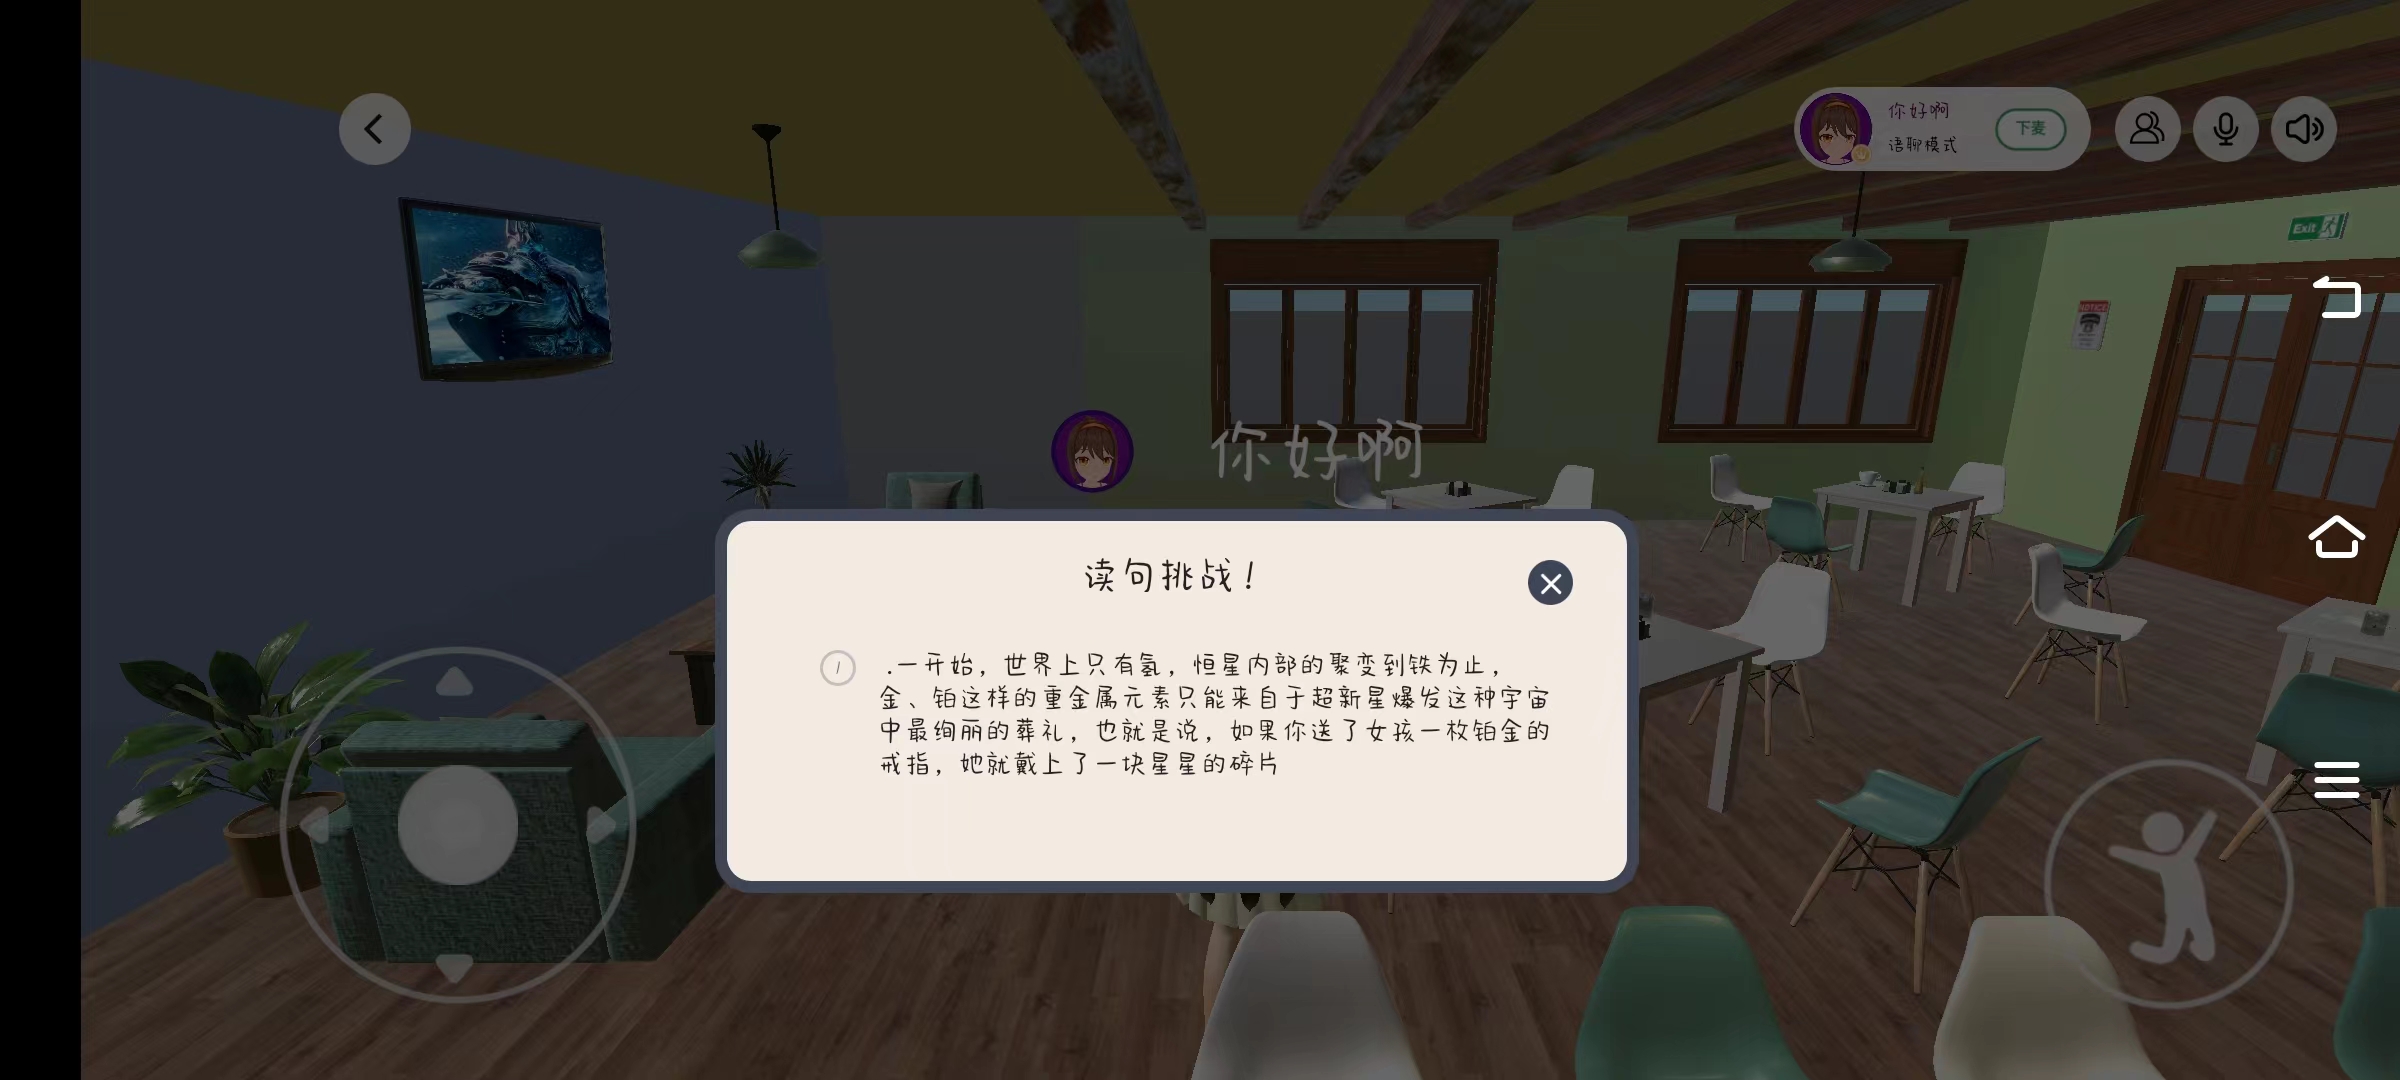 你好啊
语聊模式
下麦
Exit
NOTICE
你好啊
读句挑战！
1
.一开始，世界上只有氢，恒星内部的聚变到铁为止，
金、铂这样的重金属元素只能来自于超新星爆发这种宇宙
中最绚丽的葬礼，也就是说，如果你送了女孩一枚铂金的
戒指，她就戴上了一块星星的碎片